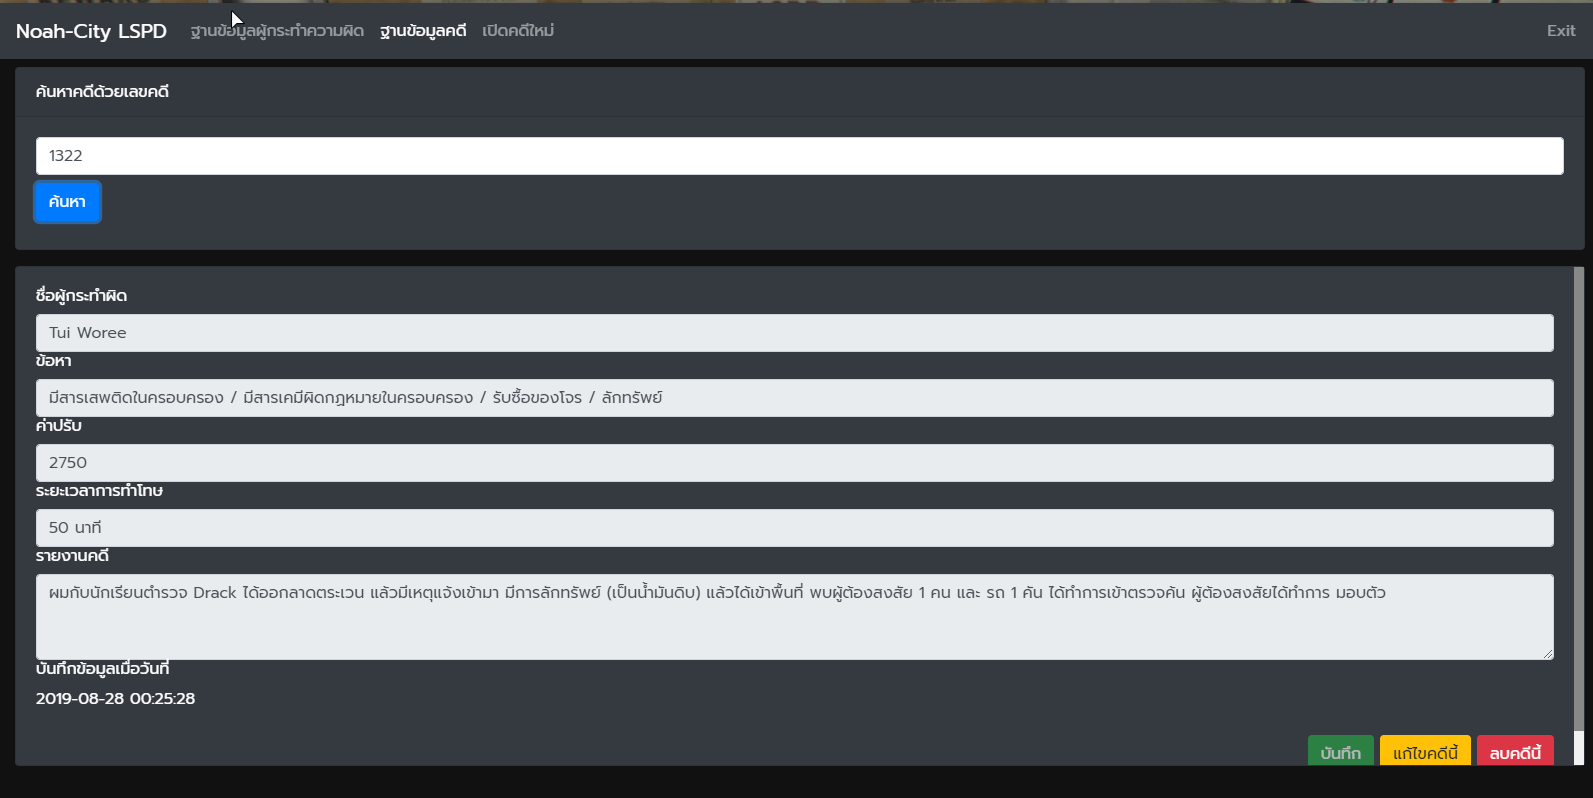 Noah-City LSPD ฐานข้อมูลผู้กระทำความผิด ฐานข้อมูลคดี เปิดคดีใหม่ Exit
ค้นหาคดีด้วยเลขคดี
1322
ค้นหา
ชื่อผู้กระทำผิด
Tui Woree
ข้อหา
มีสารเสพติดในครอบครอง / มีสารเคมีผิดกฏหมายในครอบครอง / รับซื้อของโจร / ลักทรัพย์
ค่าปรับ
2750
ระยะเวลาการทำโทษ
50 นาที
รายงานคดี
ผมกับนักเรียนตำรวจ Drack ได้ออกลาดตระเวน แล้วมีเหตุแจ้งเข้ามา มีการลักทรัพย์ (เป็นน้ำมันดิบ) แล้วได้เข้าพื้นที่ พบผู้ต้องสงสัย 1 คน และ รถ 1 คัน ได้ทำการเข้าตรวจค้น ผู้ต้องสงสัยได้ทำการ มอบตัว
บันทึกข้อมูลเมื่อวันที่
2019-08-28 00:25:28
บันทึก แก้ไขคดีนี้ ลบคดีนี้